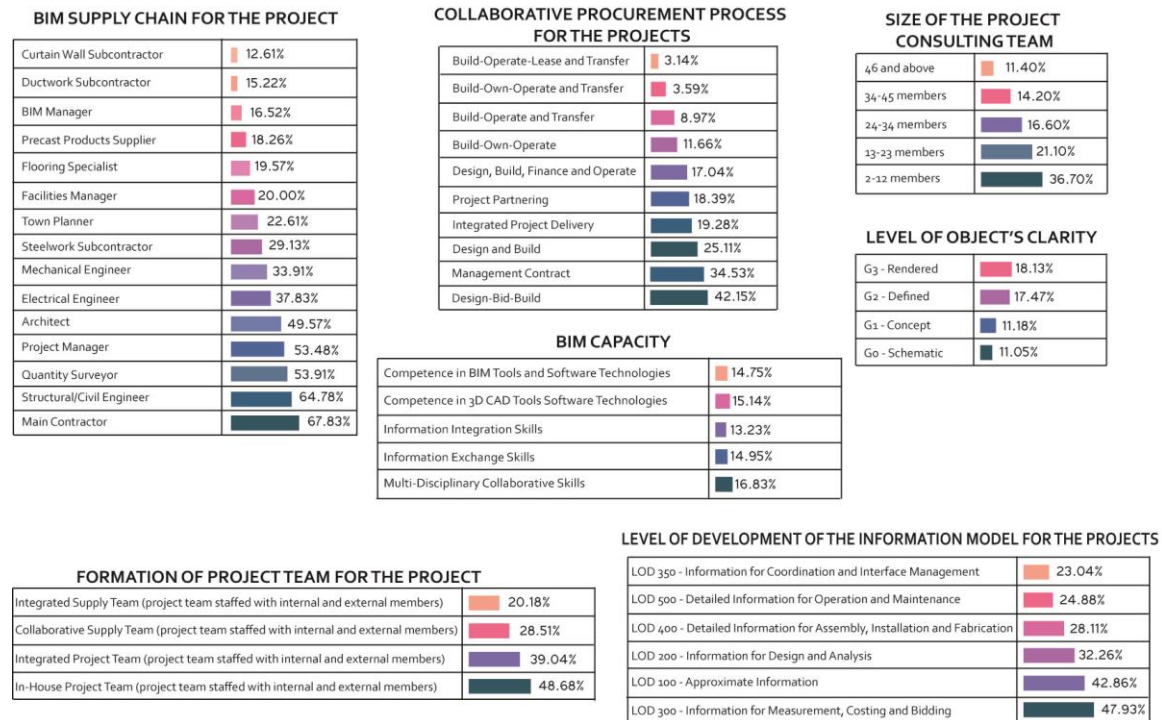 BIM SUPPLY CHAIN FOR THE PROJECT
Curtain Wall Subcontractor 12.61%
Ductwork Subcontractor 15.22%
BIM Manager 16.52%
Precast Products Supplier 18.26%
Flooring Specialist 19.57%
Facilities Manager 20.00%
Town Planner 22.61%
Steelwork Subcontractor 29.13%
Mechanical Engineer 33.91%
Electrical Engineer 37.83%
Architect 49.57%
Project Manager 53.48%
Quantity Surveyor 53.91%
Structural/Civil Engineer 64.78%
Main Contractor 67.83%
COLLABORATIVE PROCUREMENT PROCESS
FOR THE PROJECTS
Build-Operate-Lease and Transfer 3.14%
Build-Own-Operate and Transfer 3.59%
Build-Operate and Transfer 8.97%
Build-Own-Operate 11.66%
Design, Build, Finance and Operate 17.04%
Project Partnering 18.39%
Integrated Project Delivery 19.28%
Design and Build 25.11%
Management Contract 34.53%
Design-Bid-Build 42.15%
SIZE OF THE PROJECT
CONSULTING TEAM
46 and above 11.40%
34-45 members 14.20%
24-34 members 16.60%
13-23 members 21.10%
2-12 members 36.70%
LEVEL OF OBJECT'S CLARITY
G3 - Rendered 18.13%
G2 - Defined 17.47%
G1 - Concept 11.18%
G0 - Schematic 11.05%
BIM CAPACITY
Competence in BIM Tools and Software Technologies 14.75%
Competence in 3D CAD Tools Software Technologies 15.14%
Information Integration Skills 13.23%
Information Exchange Skills 14.95%
Multi-Disciplinary Collaborative Skills 16.83%
FORMATION OF PROJECT TEAM FOR THE PROJECT
Integrated Supply Team (project team staffed with internal and external members) 20.18%
Collaborative Supply Team (project team staffed with internal and external members) 28.51%
Integrated Project Team (project team staffed with internal and external members) 39.04%
In-House Project Team (project team staffed with internal and external members) 48.68%
LEVEL OF DEVELOPMENT OF THE INFORMATION MODEL FOR THE PROJECTS
LOD 350 - Information for Coordination and Interface Management 23.04%
LOD 500 - Detailed Information for Operation and Maintenance 24.88%
LOD 400 - Detailed Information for Assembly, Installation and Fabrication 28.11%
LOD 200 - Information for Design and Analysis 32.26%
LOD 100 - Approximate Information 42.86%
LOD 300 - Information for Measurement, Costing and Bidding 47.93%